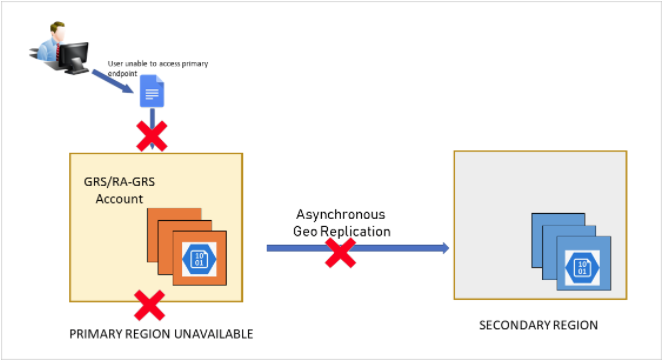 User unable to access primary
endpoint
GRS/RA-GRS
Account
10
01
Asynchronous
Geo Replication
10
01
PRIMARY REGION UNAVAILABLE
SECONDARY REGION